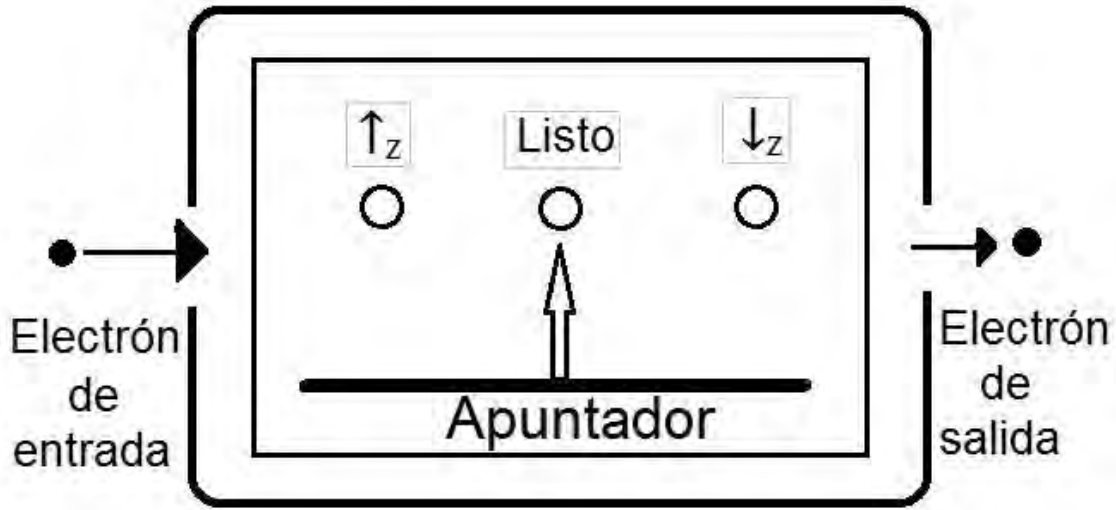 ↑z
Listo
↓z
Electrón
de
entrada
Apuntador
Electrón
de
salida